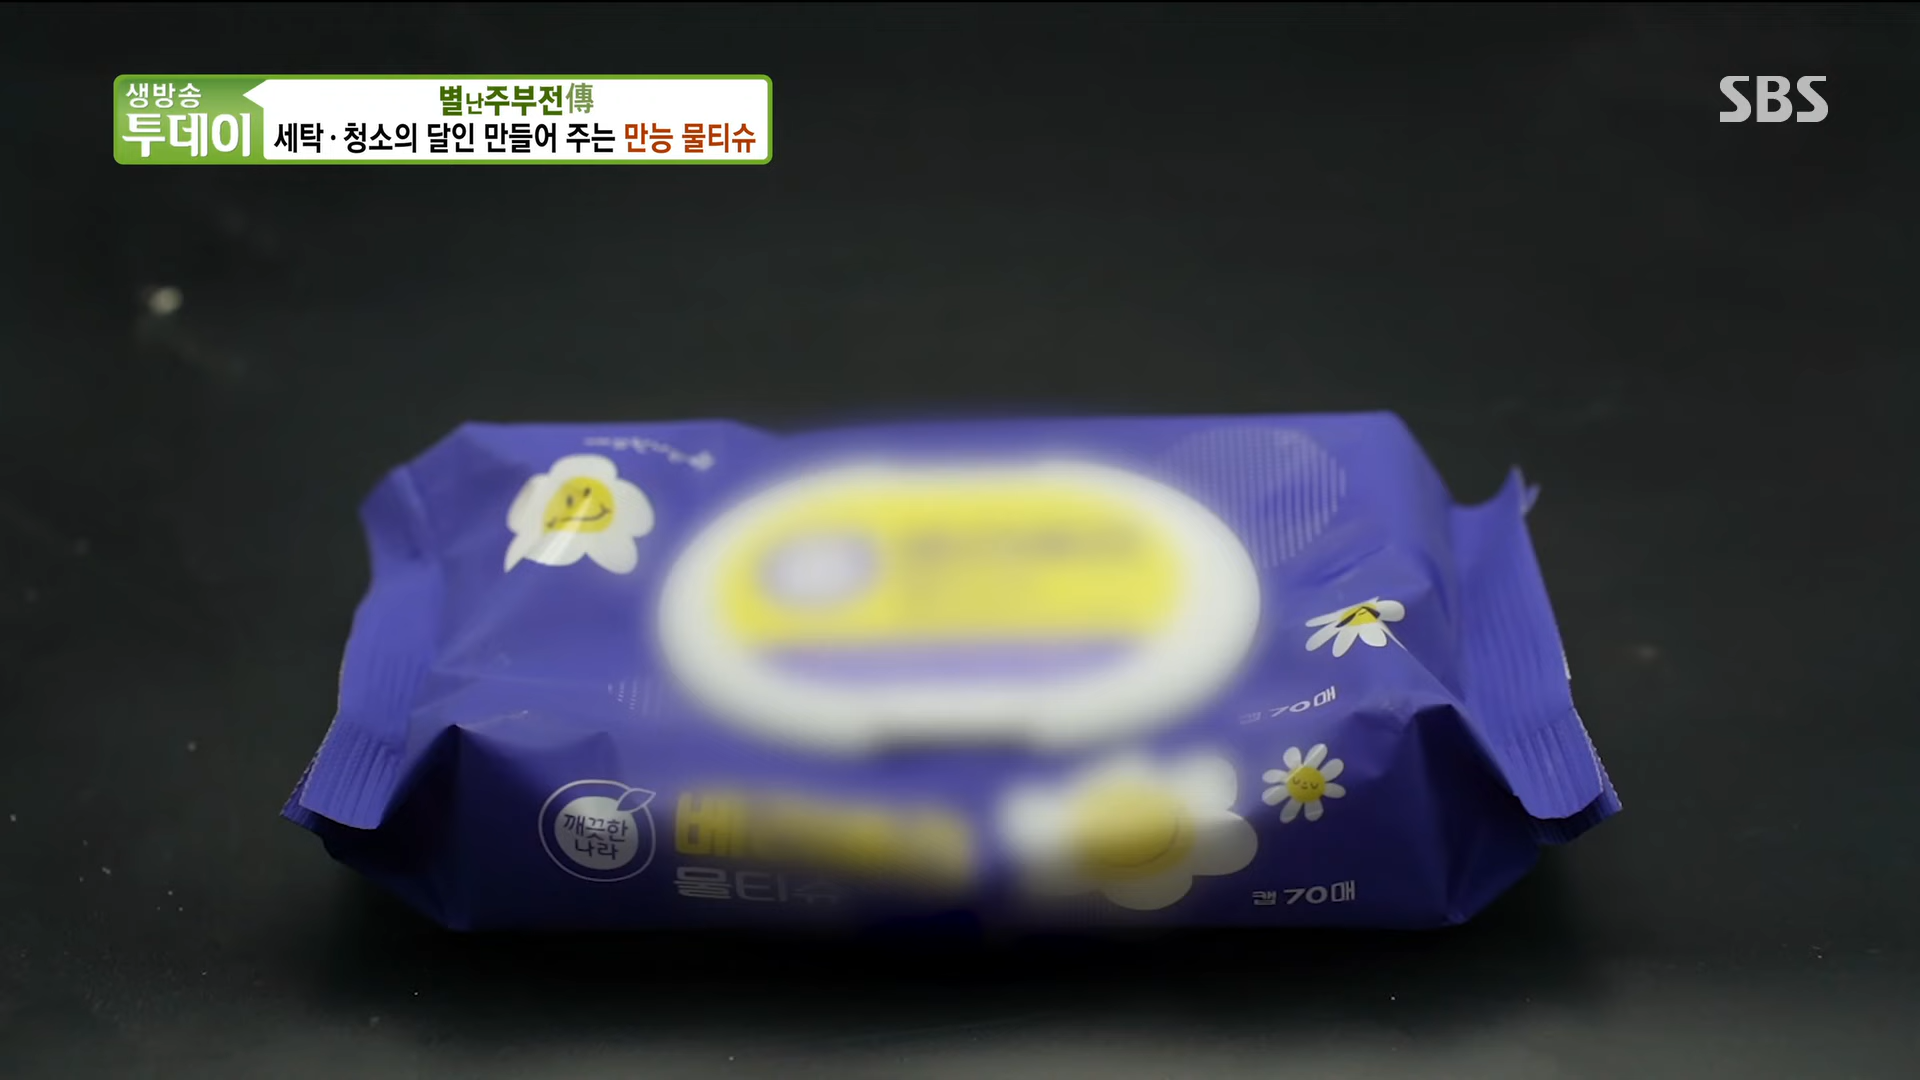 생방송
투데이
별난주부전傳
세탁·청소의 달인 만들어 주는 만능 물티슈
SBS
캡 70매
깨끗한
나라
베
물티슈
캡 70매